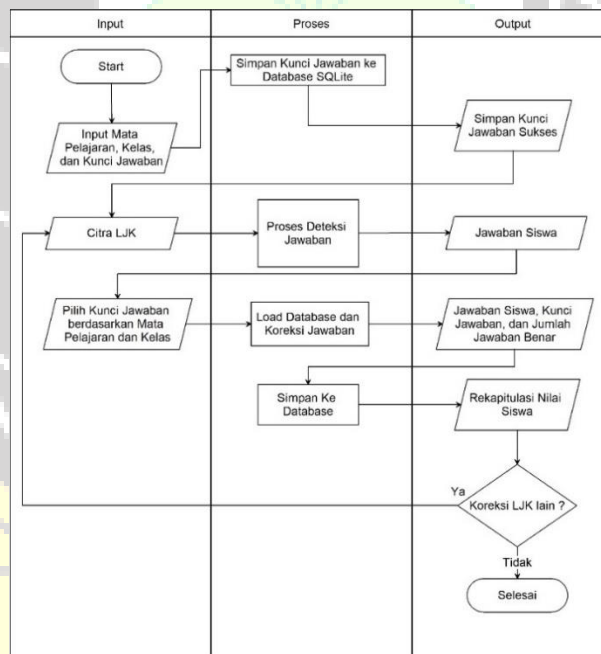 Input
Proses
Output
Start
Simpan Kunci Jawaban ke
Database SQLite
Input Mata
Pelajaran, Kelas,
dan Kunci Jawaban
Simpan Kunci
Jawaban Sukses
Citra LJK
Proses Deteksi
Jawaban
Jawaban Siswa
Pilih Kunci Jawaban
berdasarkan Mata
Pelajaran dan Kelas
Load Database dan
Koreksi Jawaban
Jawaban Siswa, Kunci
Jawaban, dan Jumlah
Jawaban Benar
Simpan Ke
Database
Rekapitulasi Nilai
Siswa
Ya
Koreksi LJK lain ?
Tidak
Selesai